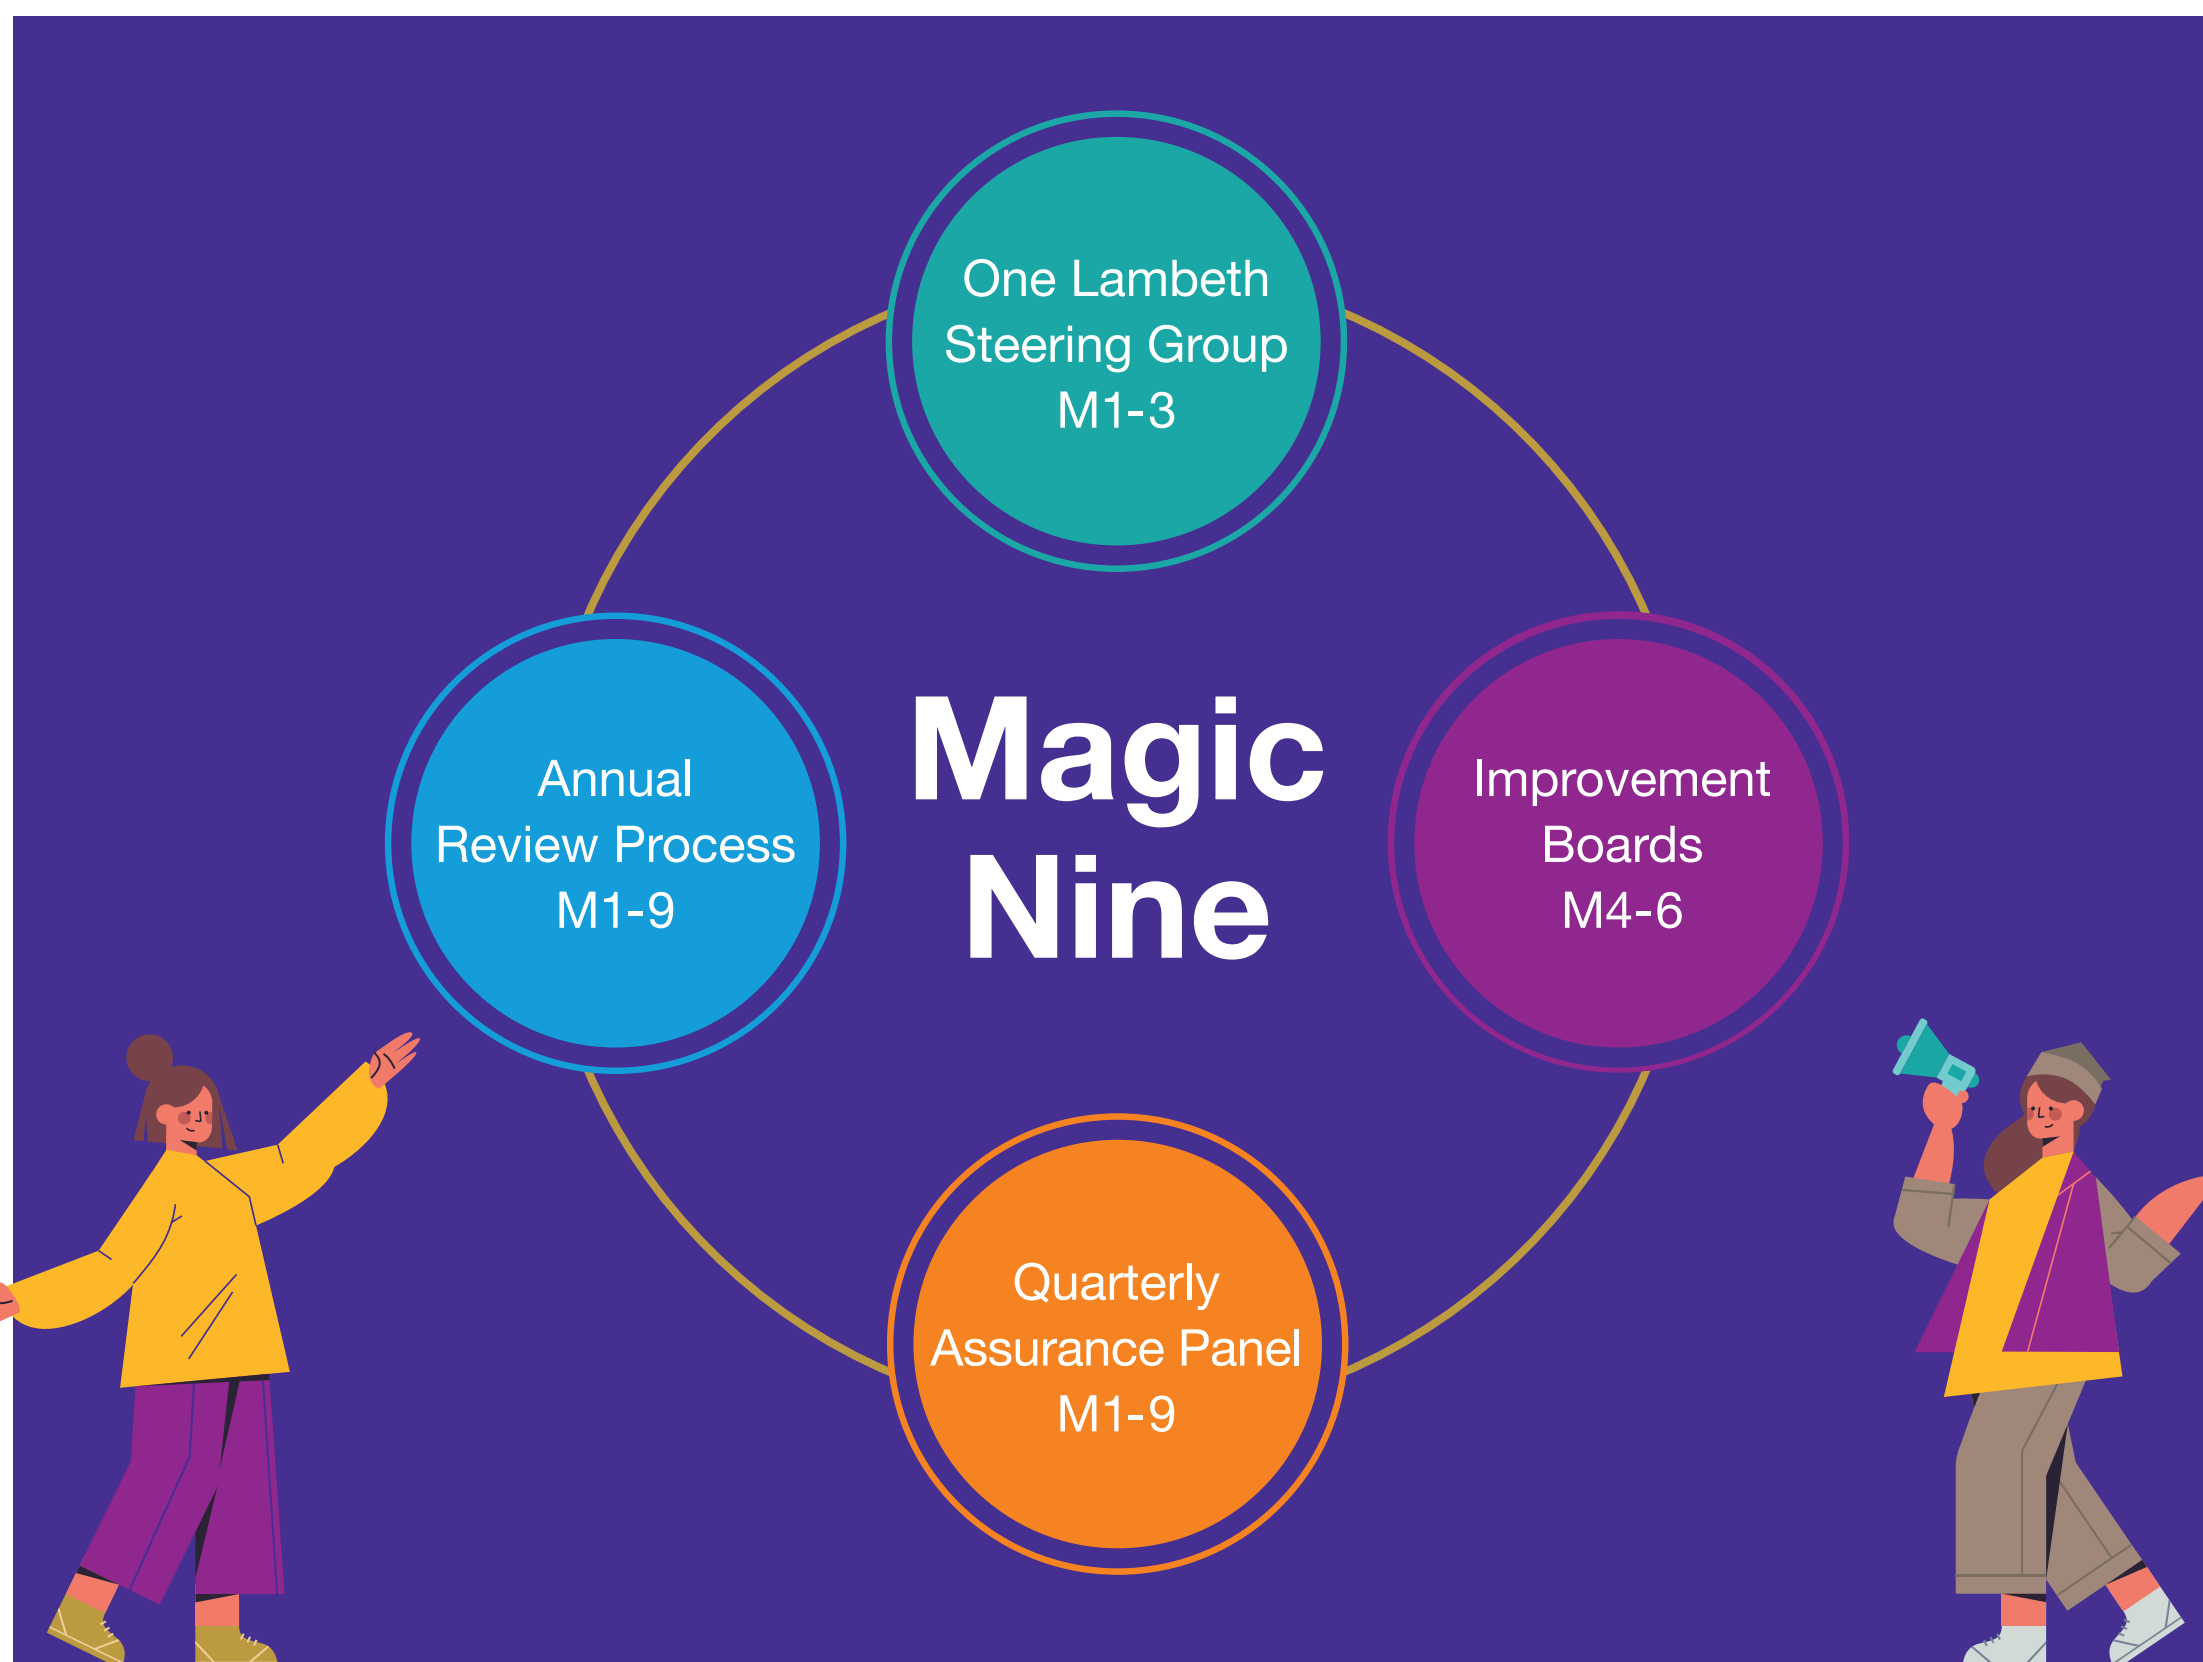 One Lambeth
Steering Group
M1-3
Annual
Review Process
M1-9
Magic
Nine
Improvement
Boards
M4-6
Quarterly
Assurance Panel
M1-9